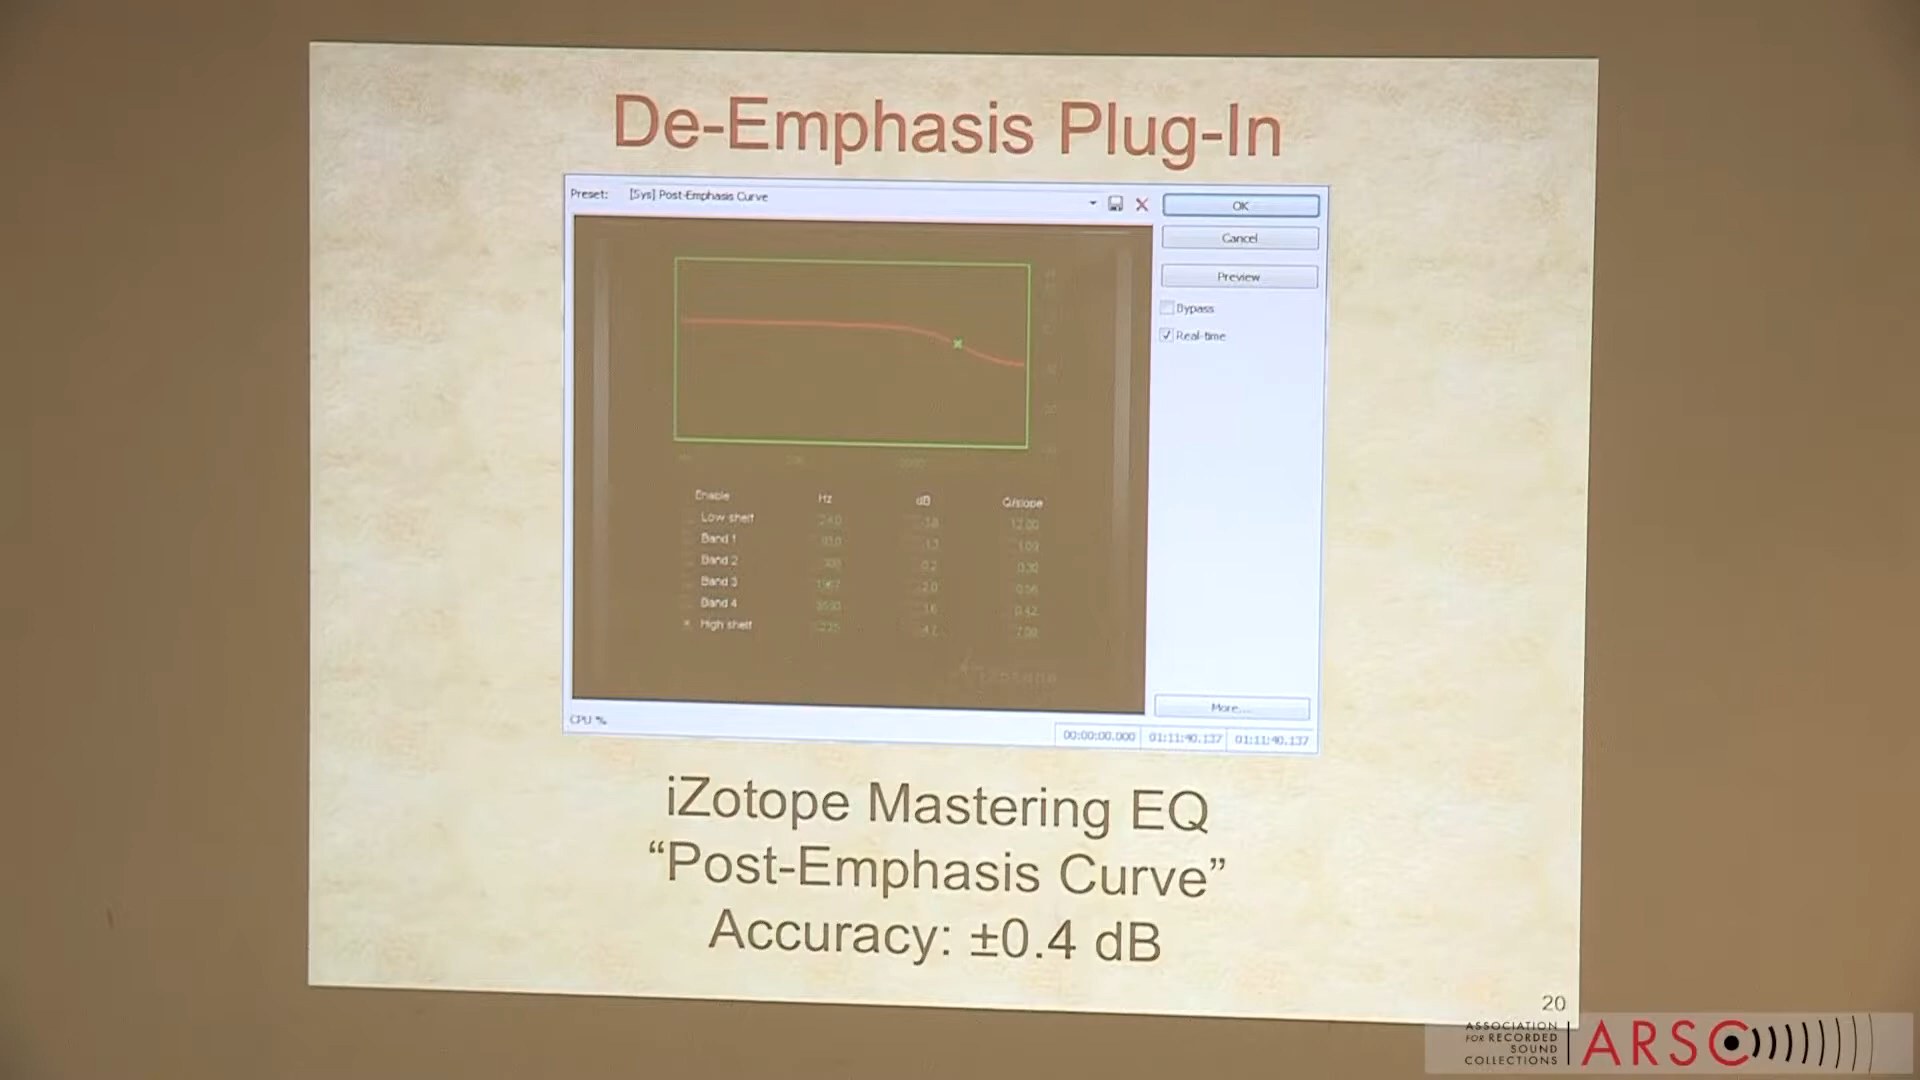 De-Emphasis Plug-In
Preset: [Sys] Post-Emphasis Curve
OK
Cancel
Preview
Bypass
Real-time
Enable Hz dB Q/slope
Low shelf
Band 1
Band 2
Band 3
Band 4
High shelf
More...
CPU %
00:00:00.000 01:11:40.137 01:11:40.137
iZotope Mastering EQ
“Post-Emphasis Curve”
Accuracy: ±0.4 dB
20
ASSOCIATION
FOR RECORDED
SOUND
COLLECTIONS
ARSC